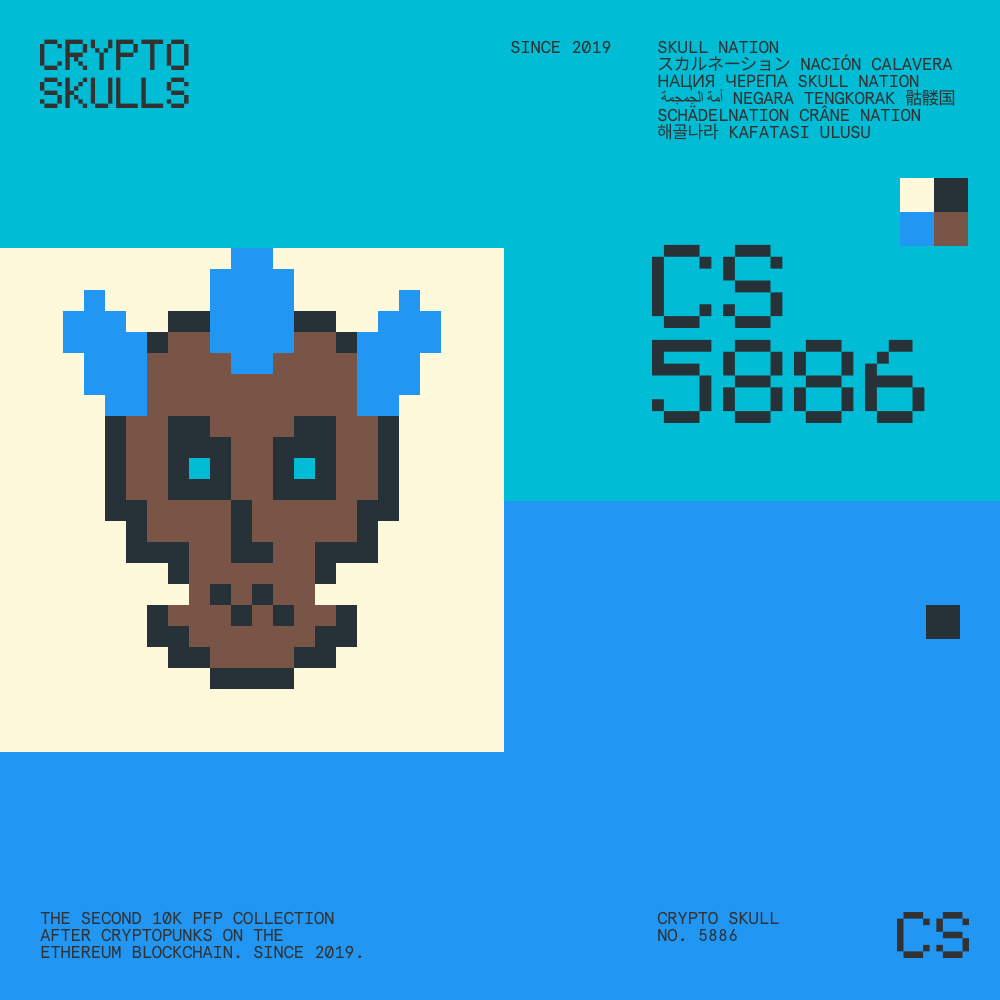 CRYPTO
SKULLS
SINCE 2019
SKULL NATION
スカルネーション NACIÓN CALAVERA
НАЦИЯ ЧЕРЕПА SKULL NATION
أمة الجمجمة NEGARA TENGKORAK 骷髅国
SCHÄDELNATION CRÂNE NATION
해골나라 KAFATASI ULUSU
CS
5886
THE SECOND 10K PFP COLLECTION
AFTER CRYPTOPUNKS ON THE
ETHEREUM BLOCKCHAIN. SINCE 2019.
CRYPTO SKULL
NO. 5886
CS